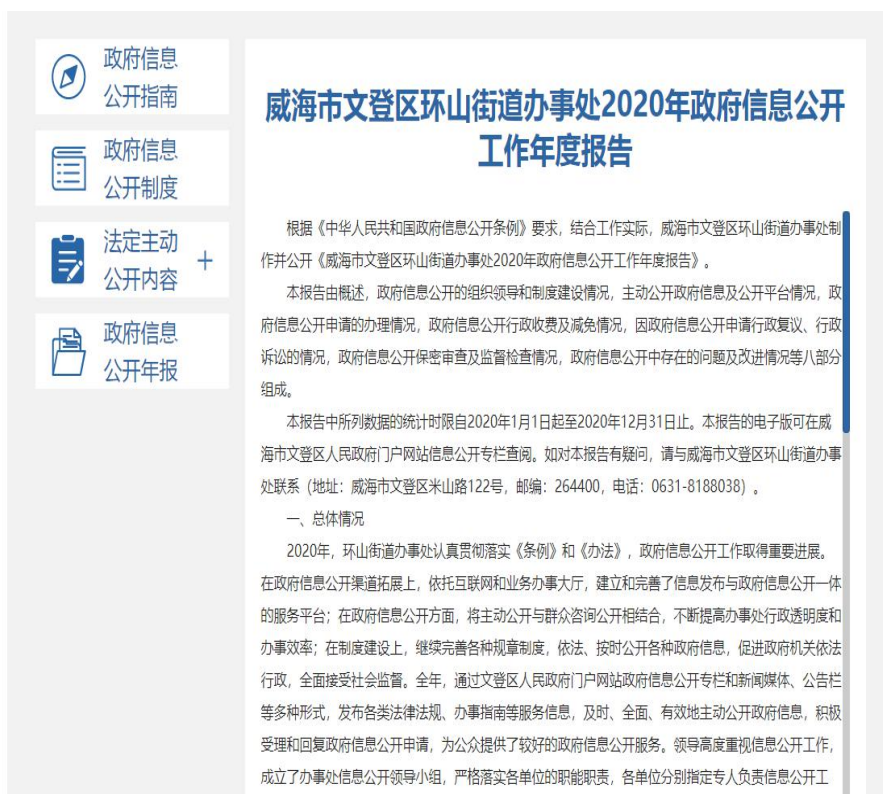 政府信息
公开指南
政府信息
公开制度
法定主动
公开内容
+
政府信息
公开年报
威海市文登区环山街道办事处2020年政府信息公开
工作年度报告
根据《中华人民共和国政府信息公开条例》要求，结合工作实际，威海市文登区环山街道办事处制
作并公开《威海市文登区环山街道办事处2020年政府信息公开工作年度报告》。
本报告由概述，政府信息公开的组织领导和制度建设情况，主动公开政府信息及公开平台情况，政
府信息公开申请的办理情况，政府信息公开行政收费及减免情况，因政府信息公开申请行政复议、行政
诉讼的情况，政府信息公开保密审查及监督检查情况，政府信息公开中存在的问题及改进情况等八部分
组成。
本报告中所列数据的统计时限自2020年1月1日起至2020年12月31日止。本报告的电子版可在威
海市文登区人民政府门户网站信息公开专栏查阅。如对本报告有疑问，请与威海市文登区环山街道办事
处联系（地址：威海市文登区米山路122号，邮编：264400，电话：0631-8188038）。
一、总体情况
2020年，环山街道办事处认真贯彻落实《条例》和《办法》，政府信息公开工作取得重要进展。
在政府信息公开渠道拓展上，依托互联网和业务办事大厅，建立和完善了信息发布与政府信息公开一体
的服务平台；在政府信息公开方面，将主动公开与群众咨询公开相结合，不断提高办事处行政透明度和
办事效率；在制度建设上，继续完善各种规章制度，依法、按时公开各种政府信息，促进政府机关依法
行政，全面接受社会监督。全年，通过文登区人民政府门户网站政府信息公开专栏和新闻媒体、公告栏
等多种形式，发布各类法律法规、办事指南等服务信息，及时、全面、有效地主动公开政府信息，积极
受理和回复政府信息公开申请，为公众提供了较好的政府信息公开服务。领导高度重视信息公开工作，
成立了办事处信息公开领导小组，严格落实各单位的职能职责，各单位分别指定专人负责信息公开工